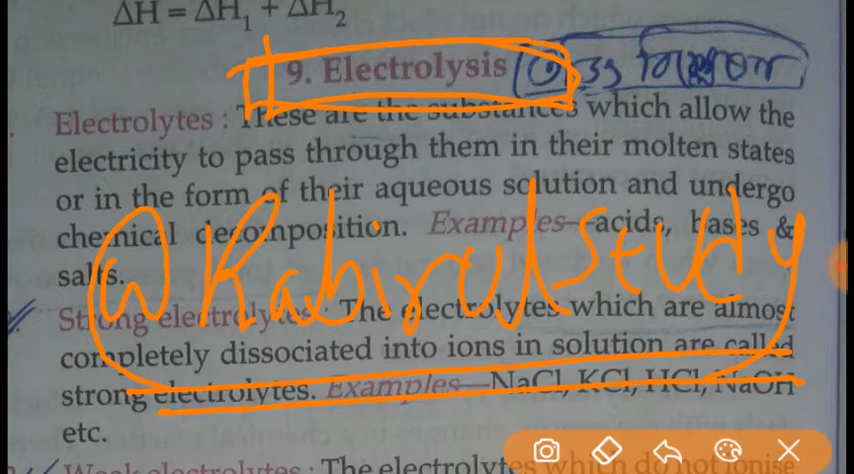 ΔH = ΔH₁ + ΔH₂
9. Electrolysis
Electrolytes : These are the substances which allow the
electricity to pass through them in their molten states
or in the form of their aqueous solution and undergo
chemical decomposition. Examples—acids, bases &
salts.
@KabirulStudy
Strong electrolytes : The electrolytes which are almost
completely dissociated into ions in solution are called
strong electrolytes. Examples—NaCl, KCl, HCl, NaOH
etc.
Weak electrolytes : The electrolytes which do not ionise